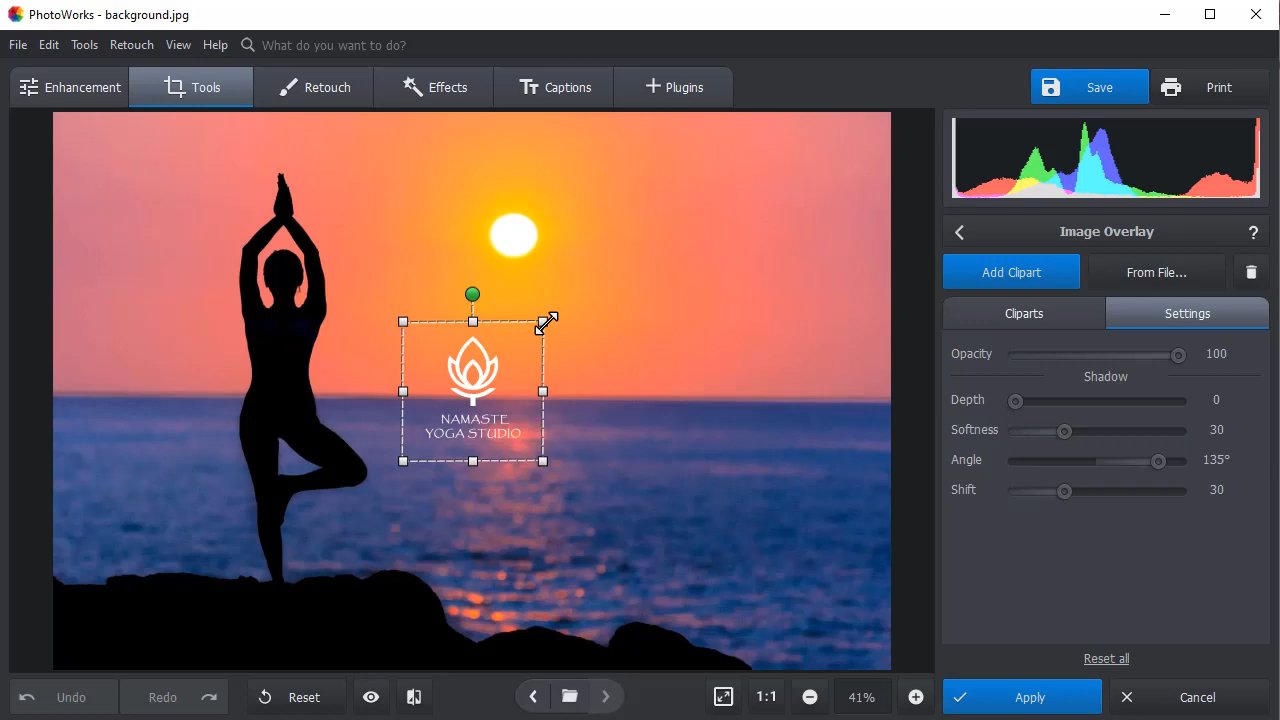 PhotoWorks - background.jpg
File Edit Tools Retouch View Help What do you want to do?
Enhancement Tools Retouch Effects Captions Plugins Save Print
Image Overlay ?
Add Clipart From File...
Cliparts Settings
Opacity 100
Shadow
Depth 0
Softness 30
Angle 135°
Shift 30
NAMASTE
YOGA STUDIO
Reset all
Undo Redo Reset 1:1 41% Apply Cancel